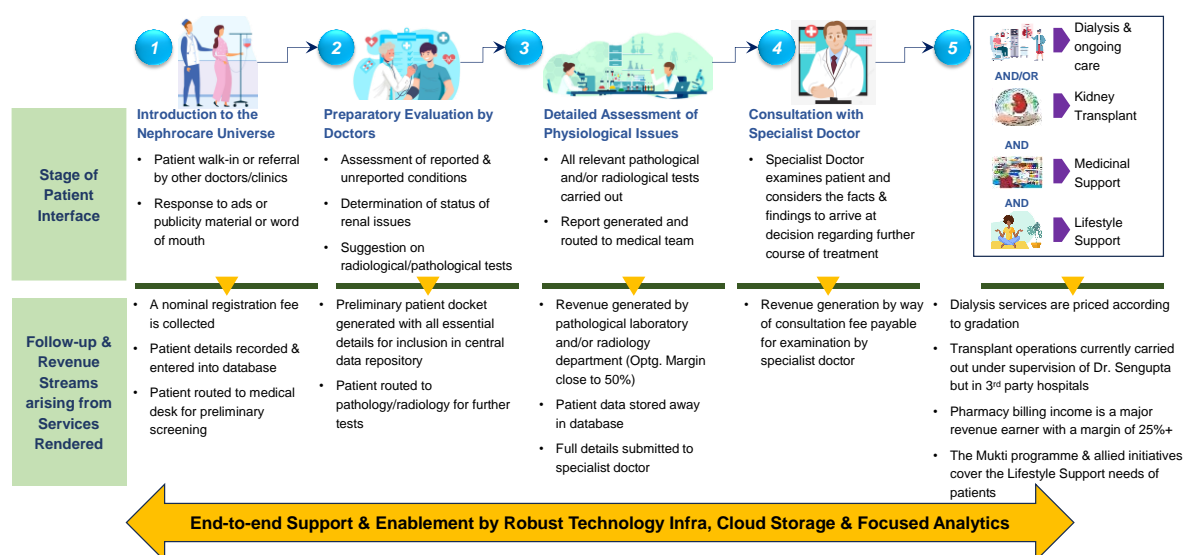 1
2
3
4
5
Dialysis &
ongoing
care
AND/OR
Kidney
Transplant
AND
Medicinal
Support
AND
Lifestyle
Support
Stage of
Patient
Interface
Introduction to the
Nephrocare Universe
• Patient walk-in or referral
by other doctors/clinics
• Response to ads or
publicity material or word
of mouth
Preparatory Evaluation by
Doctors
• Assessment of reported &
unreported conditions
• Determination of status of
renal issues
• Suggestion on
radiological/pathological tests
Detailed Assessment of
Physiological Issues
• All relevant pathological
and/or radiological tests
carried out
• Report generated and
routed to medical team
Consultation with
Specialist Doctor
• Specialist Doctor
examines patient and
considers the facts &
findings to arrive at
decision regarding further
course of treatment
Follow-up &
Revenue
Streams
arising from
Services
Rendered
• A nominal registration fee
is collected
• Patient details recorded &
entered into database
• Patient routed to medical
desk for preliminary
screening
• Preliminary patient docket
generated with all essential
details for inclusion in central
data repository
• Patient routed to
pathology/radiology for further
tests
• Revenue generated by
pathological laboratory
and/or radiology
department (Optg. Margin
close to 50%)
• Patient data stored away
in database
• Full details submitted to
specialist doctor
• Revenue generation by way
of consultation fee payable
for examination by
specialist doctor
• Dialysis services are priced according
to gradation
• Transplant operations currently carried
out under supervision of Dr. Sengupta
but in 3rd party hospitals
• Pharmacy billing income is a major
revenue earner with a margin of 25%+
• The Mukti programme & allied initiatives
cover the Lifestyle Support needs of
patients
End-to-end Support & Enablement by Robust Technology Infra, Cloud Storage & Focused Analytics